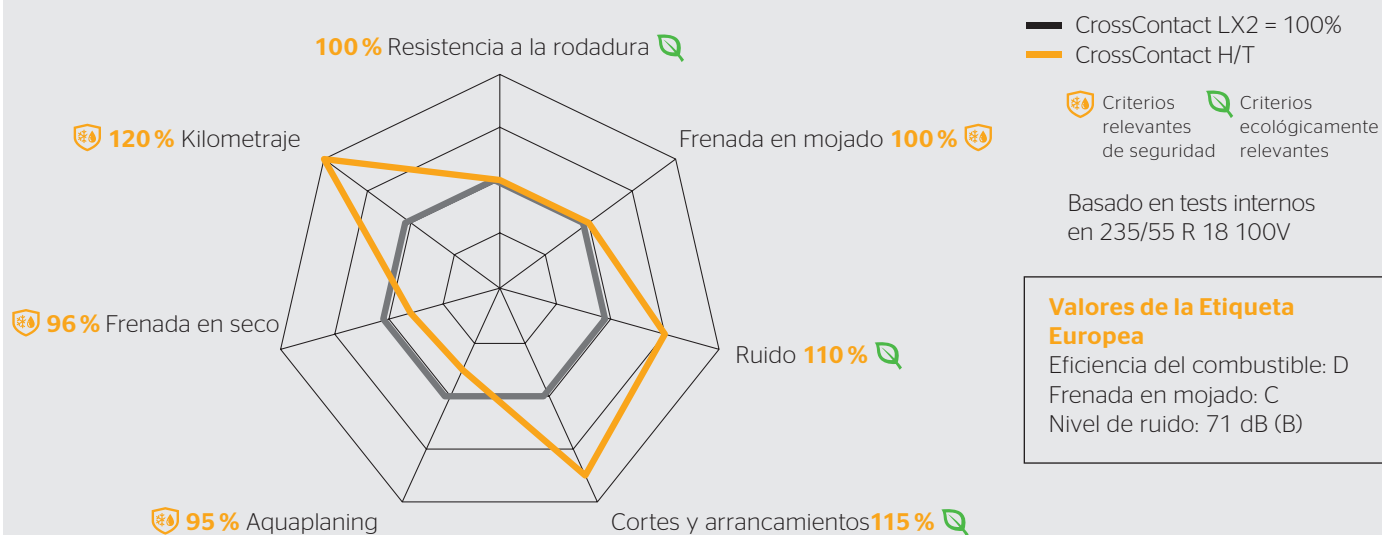 100 % Resistencia a la rodadura
120 % Kilometraje
Frenada en mojado 100 %
96 % Frenada en seco
Ruido 110 %
95 % Aquaplaning
Cortes y arrancamientos 115 %
CrossContact LX2 = 100%
CrossContact H/T
Criterios
relevantes
de seguridad
Criterios
ecológicamente
relevantes
Basado en tests internos
en 235/55 R 18 100V
Valores de la Etiqueta
Europea
Eficiencia del combustible: D
Frenada en mojado: C
Nivel de ruido: 71 dB (B)